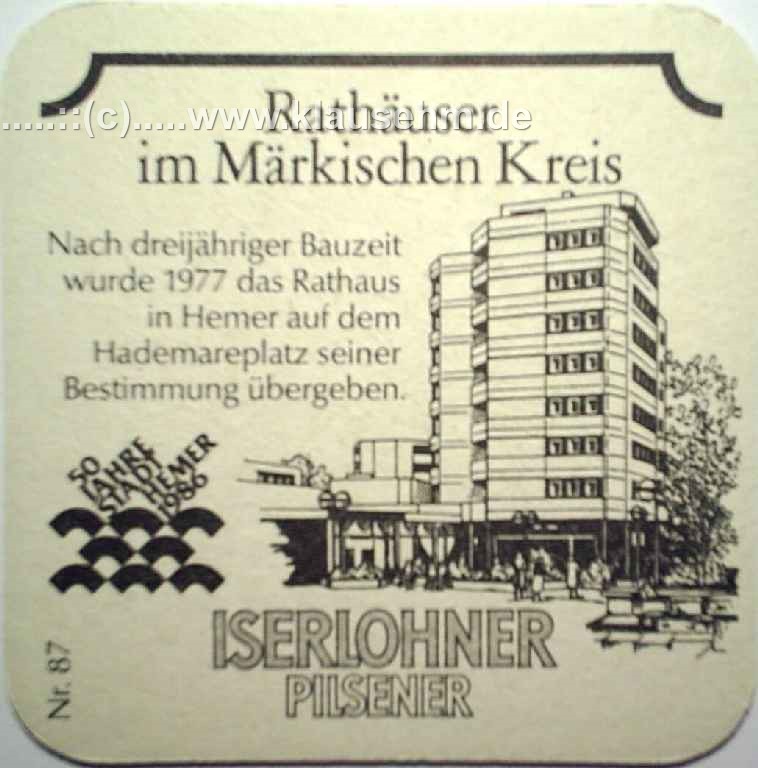 Rathäuser
.....::(c).....www.klausehm.de
im Märkischen Kreis
Nach dreijähriger Bauzeit
wurde 1977 das Rathaus
in Hemer auf dem
Hademareplatz seiner
Bestimmung übergeben.
50
JAHRE
STADT
HEMER
1986
ISERLOHNER
PILSENER
Nr. 87